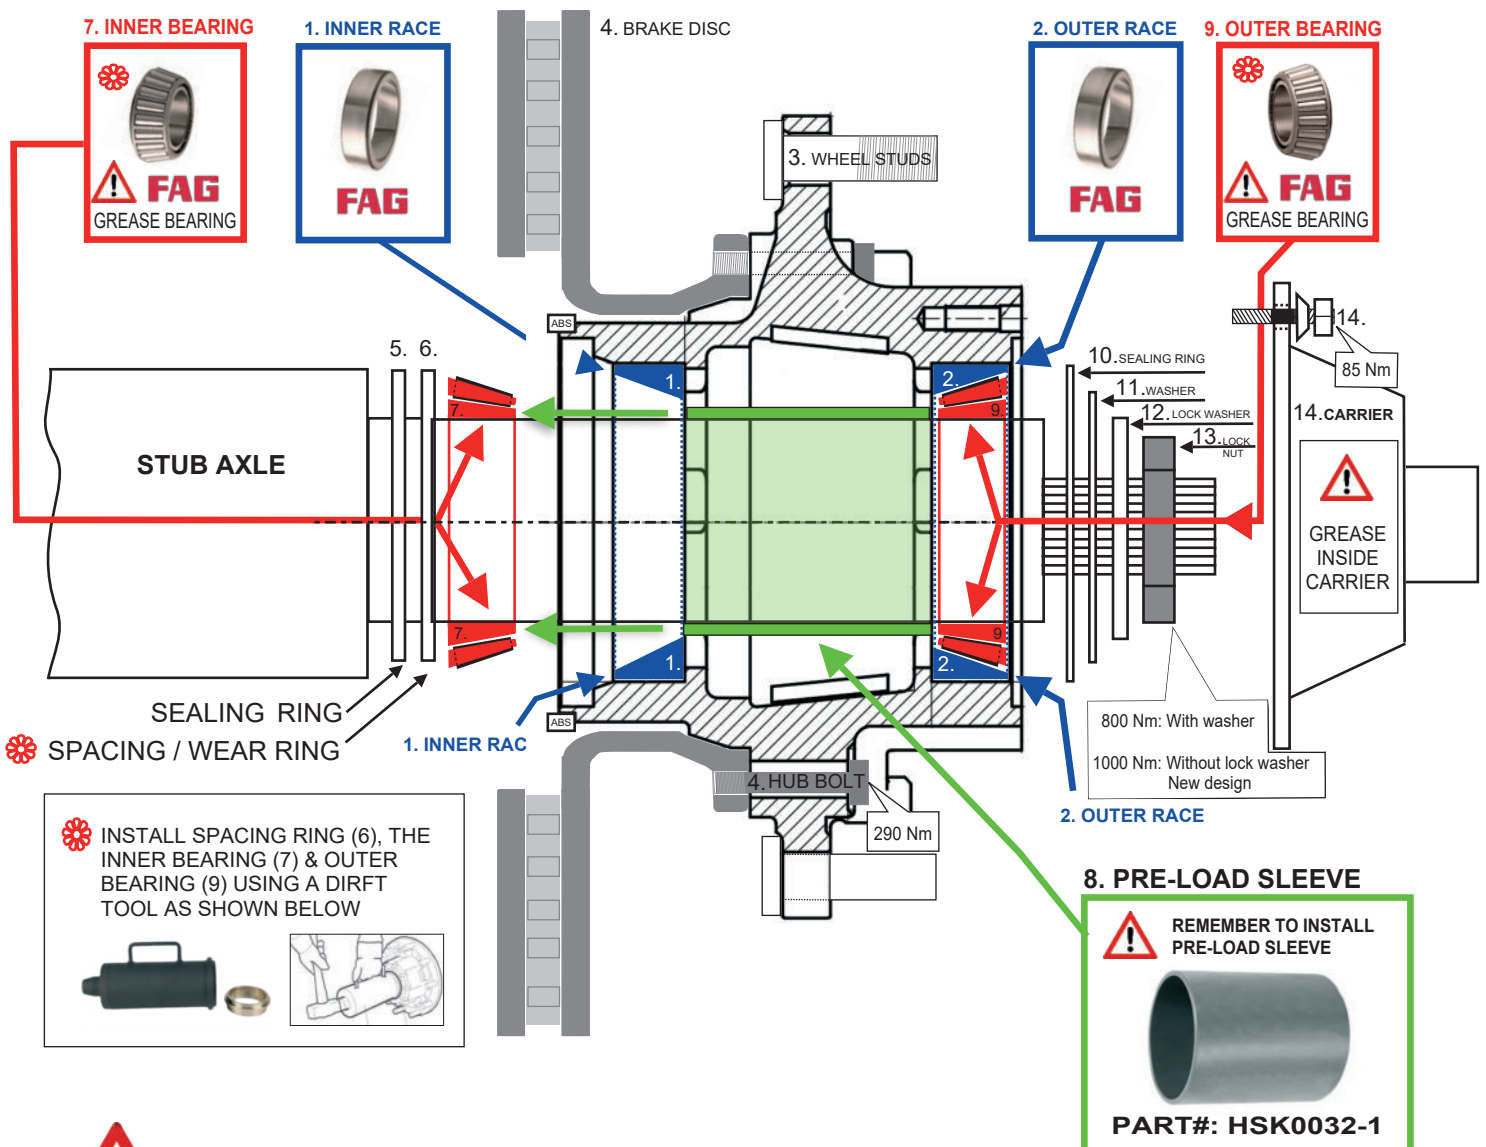 7. INNER BEARING
FAG
GREASE BEARING
1. INNER RACE
FAG
4. BRAKE DISC
3. WHEEL STUDS
2. OUTER RACE
FAG
9. OUTER BEARING
FAG
GREASE BEARING
ABS
5.
6.
STUB AXLE
7.
7.
1.
1.
2.
2.
9.
9
10. SEALING RING
11. WASHER
12. LOCK WASHER
13. LOCK
NUT
14.
85 Nm
14. CARRIER
GREASE
INSIDE
CARRIER
SEALING RING
SPACING / WEAR RING
1. INNER RAC
ABS
4. HUB BOLT
290 Nm
800 Nm: With washer
1000 Nm: Without lock washer
New design
2. OUTER RACE
INSTALL SPACING RING (6), THE
INNER BEARING (7) & OUTER
BEARING (9) USING A DIRFT
TOOL AS SHOWN BELOW
8. PRE-LOAD SLEEVE
REMEMBER TO INSTALL
PRE-LOAD SLEEVE
PART#: HSK0032-1